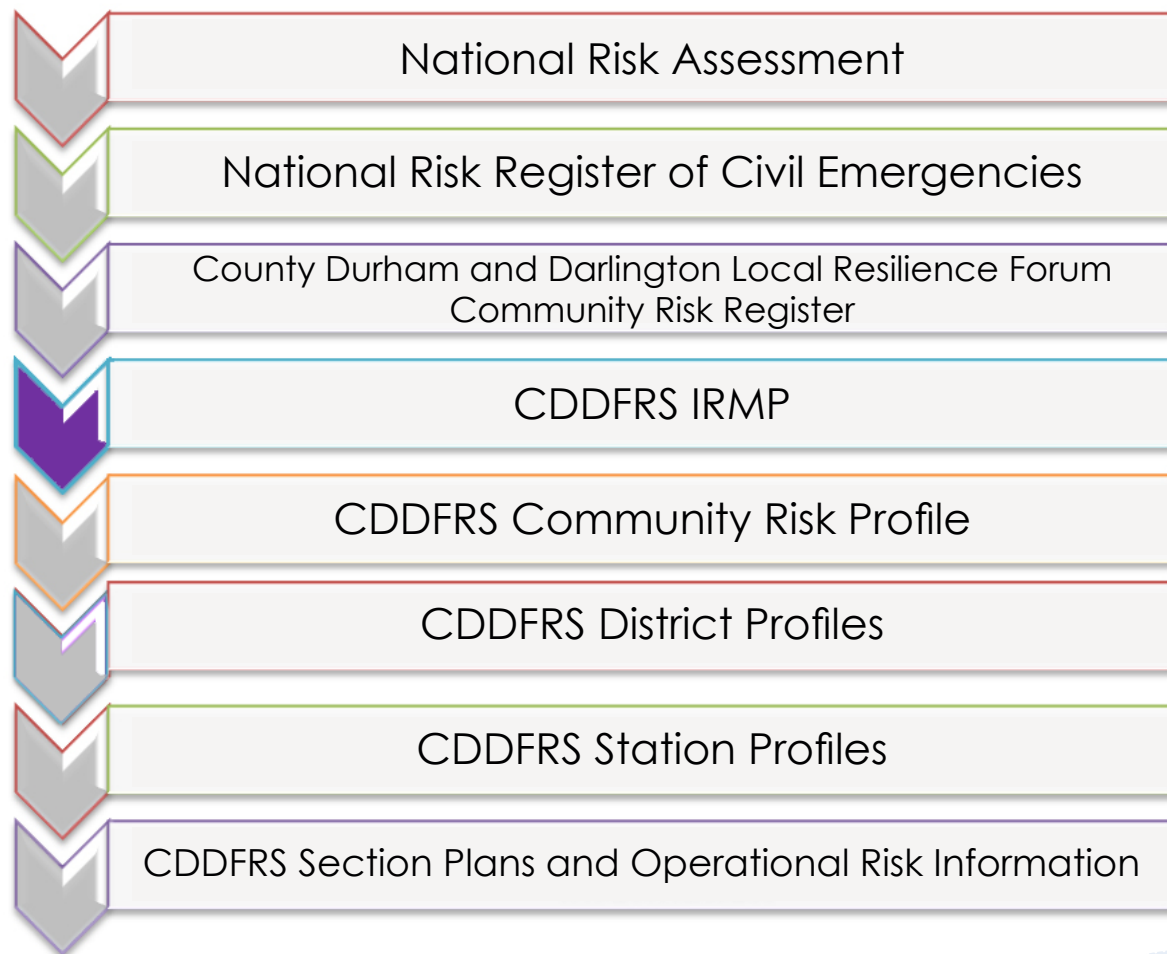 National Risk Assessment
National Risk Register of Civil Emergencies
County Durham and Darlington Local Resilience Forum
Community Risk Register
CDDFRS IRMP
CDDFRS Community Risk Profile
CDDFRS District Profiles
CDDFRS Station Profiles
CDDFRS Section Plans and Operational Risk Information